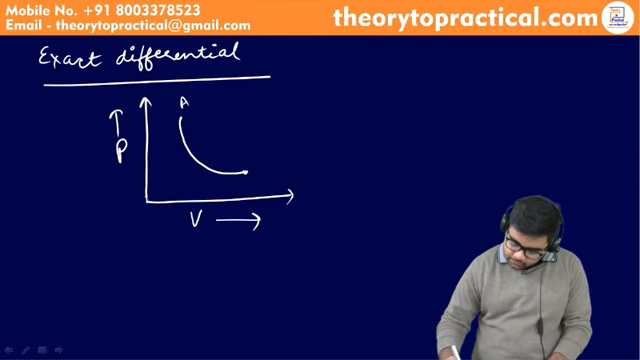 Mobile No. +91 8003378523
Email - theorytopractical@gmail.com
theorytopractical.com
Exact differential
A
P
V